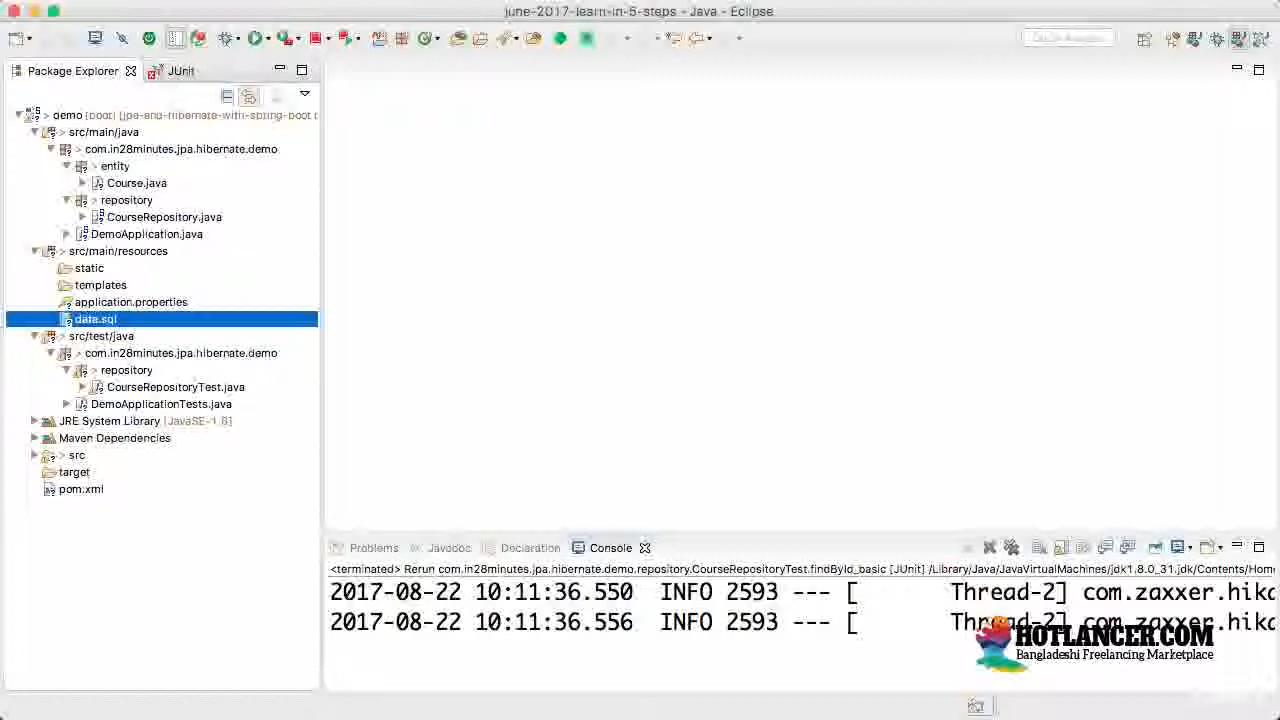 june-2017-learn-in-5-steps - Java - Eclipse
Package Explorer
JUnit
> demo [boot] [jpa-and-hibernate-with-spring-boot
> src/main/java
> com.in28minutes.jpa.hibernate.demo
> entity
Course.java
> repository
CourseRepository.java
DemoApplication.java
> src/main/resources
static
templates
application.properties
data.sql
> src/test/java
> com.in28minutes.jpa.hibernate.demo
> repository
CourseRepositoryTest.java
DemoApplicationTests.java
JRE System Library [JavaSE-1.8]
Maven Dependencies
> src
target
pom.xml
Problems
Javadoc
Declaration
Console
<terminated> Rerun com.in28minutes.jpa.hibernate.demo.repository.CourseRepositoryTest.findById_basic [JUnit] /Library/Java/JavaVirtualMachines/jdk1.8.0_31.jdk/Contents/Hom
2017-08-22 10:11:36.550 INFO 2593 --- [ Thread-2] com.zaxxer.hika
2017-08-22 10:11:36.556 INFO 2593 --- [ Thread-2] com.zaxxer.hika
HOTLANCER.COM
Bangladeshi Freelancing Marketplace